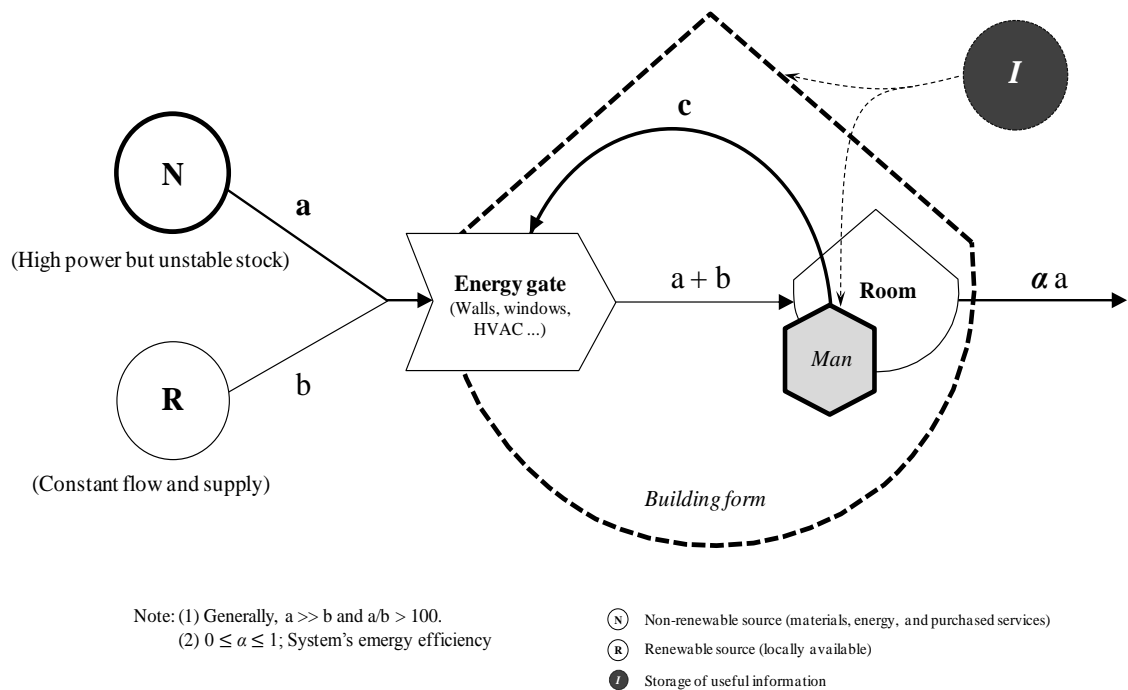 I
c
N
a
(High power but unstable stock)
Energy gate
(Walls, windows,
HVAC ...)
a + b
Room
α a
Man
R
b
(Constant flow and supply)
Building form
Note: (1) Generally, a >> b and a/b > 100.
(2) 0 ≤ α ≤ 1; System's emergy efficiency
N Non-renewable source (materials, energy, and purchased services)
R Renewable source (locally available)
I Storage of useful information